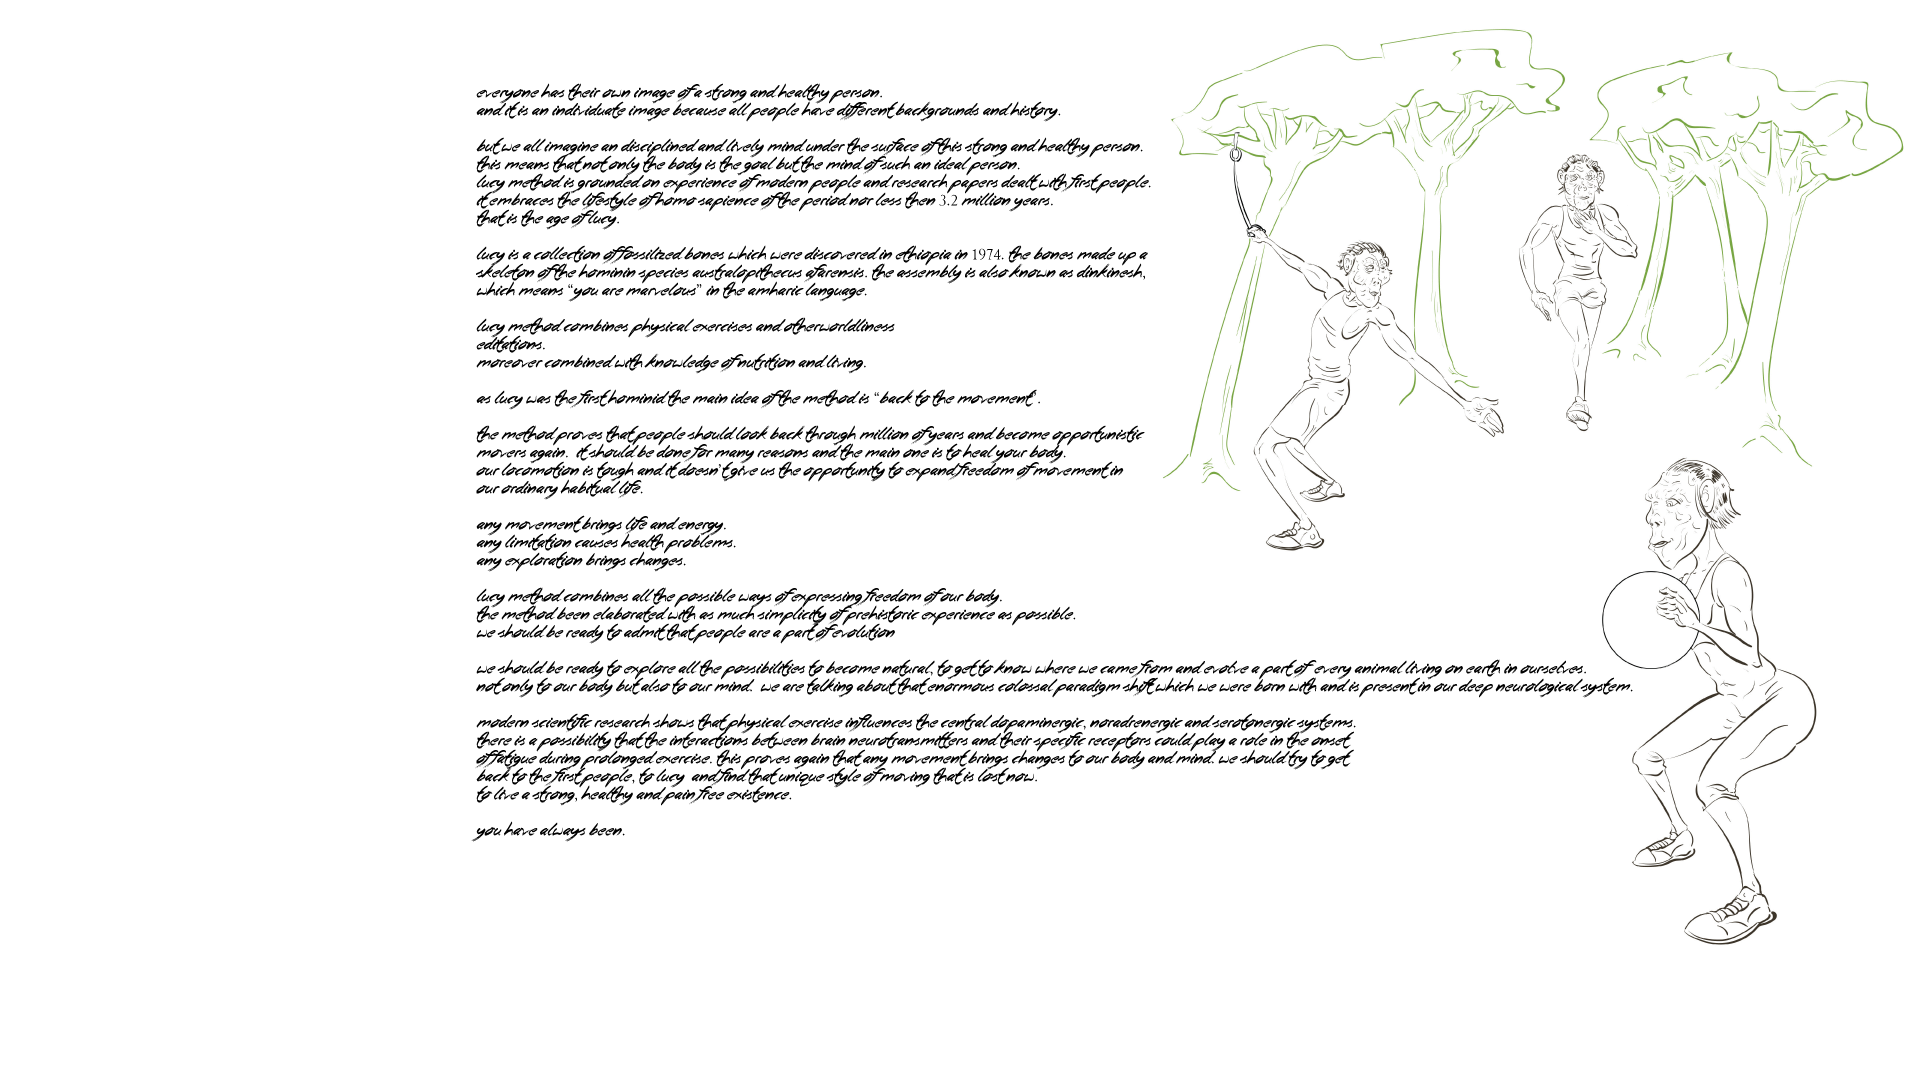 everyone has their own image of a strong and healthy person.
and it is an individuate image because all people have different backgrounds and history.
but we all imagine an disciplined and lively mind under the surface of this strong and healthy person.
this means that not only the body is the goal but the mind of such an ideal person.
lucy method is grounded on experience of modern people and research papers dealt with first people.
it embraces the lifestyle of homo sapience of the period nor less then 3.2 million years.
that is the age of lucy.
lucy is a collection of fossilized bones which were discovered in ethiopia in 1974. the bones made up a
skeleton of the hominin species australopithecus afarensis. the assembly is also known as dinkinesh,
which means “you are marvelous” in the amharic language.
lucy method combines physical exercises and otherworldliness
editations.
moreover combined with knowledge of nutrition and living.
as lucy was the first hominid the main idea of the method is “back to the movement”.
the method proves that people should look back through million of years and become opportunistic
movers again. it should be done for many reasons and the main one is to heal your body.
our locomotion is tough and it doesn't give us the opportunity to expand freedom of movement in
our ordinary habitual life.
any movement brings life and energy.
any limitation causes health problems.
any exploration brings changes.
lucy method combines all the possible ways of expressing freedom of our body.
the method been elaborated with as much simplicity of prehistoric experience as possible.
we should be ready to admit that people are a part of evolution
we should be ready to explore all the possibilities to become natural, to get to know where we came from and evolve a part of every animal living on earth in ourselves.
not only to our body but also to our mind. we are talking about that enormous colossal paradigm shift which we were born with and is present in our deep neurological system.
modern scientific research shows that physical exercise influences the central dopaminergic, noradrenergic and serotonergic systems.
there is a possibility that the interactions between brain neurotransmitters and their specific receptors could play a role in the onset
of fatigue during prolonged exercise. this proves again that any movement brings changes to our body and mind. we should try to get
back to the first people, to lucy and find that unique style of moving that is lost now.
to live a strong, healthy and pain free existence.
you have always been.